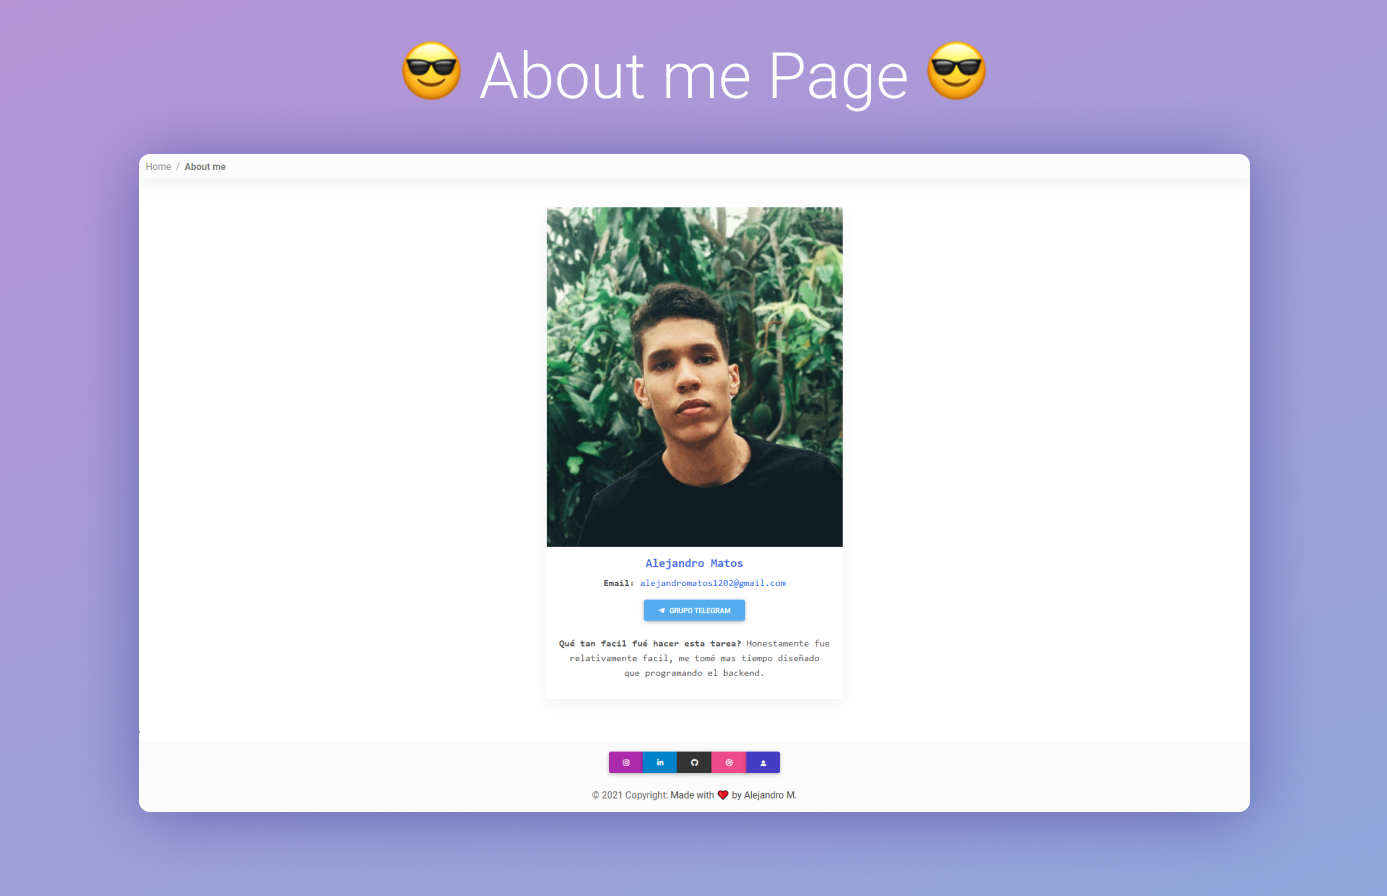 😎 About me Page 😎
Home / About me
Alejandro Matos
Email: alejandromatos1202@gmail.com
GRUPO TELEGRAM
Qué tan facil fué hacer esta tarea? Honestamente fue
relativamente facil, me tomé mas tiempo diseñado
que programando el backend.
© 2021 Copyright: Made with ❤ by Alejandro M.